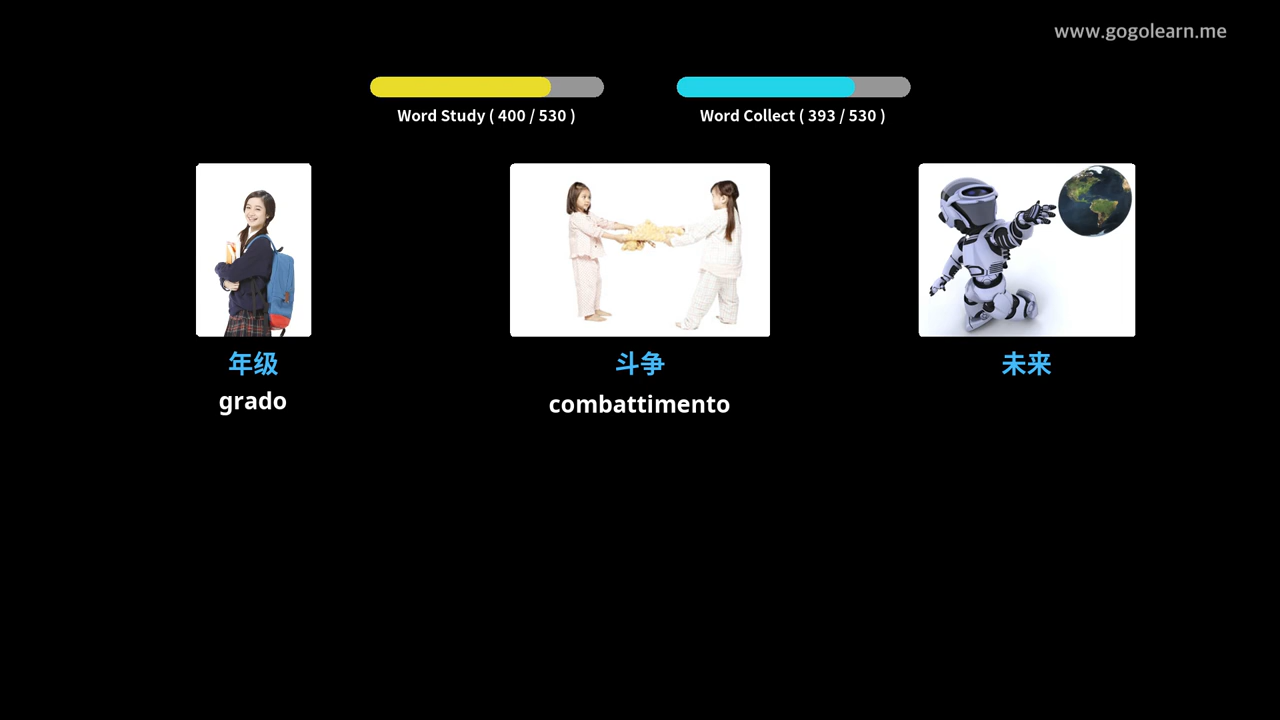 www.gogolearn.me
Word Study ( 400 / 530 )
Word Collect ( 393 / 530 )
年级
斗争
未来
grado
combattimento